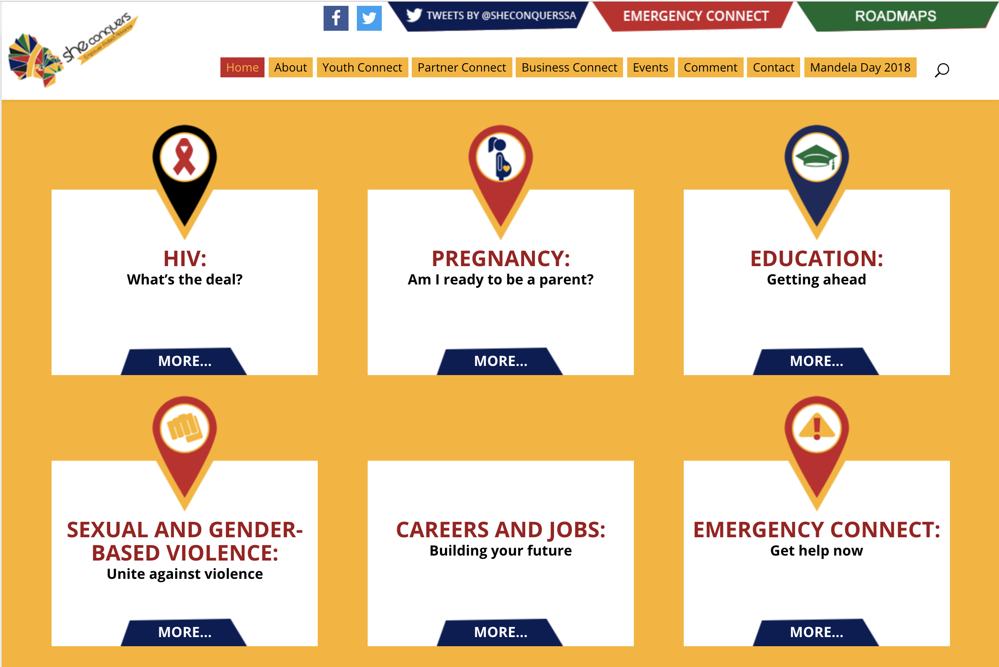 she conquers
Empower Protect Advance
TWEETS BY @SHECONQUERSSA
EMERGENCY CONNECT
ROADMAPS
Home
About
Youth Connect
Partner Connect
Business Connect
Events
Comment
Contact
Mandela Day 2018
HIV:
What’s the deal?
MORE...
PREGNANCY:
Am I ready to be a parent?
MORE...
EDUCATION:
Getting ahead
MORE...
SEXUAL AND GENDER-
BASED VIOLENCE:
Unite against violence
MORE...
CAREERS AND JOBS:
Building your future
MORE...
EMERGENCY CONNECT:
Get help now
MORE...